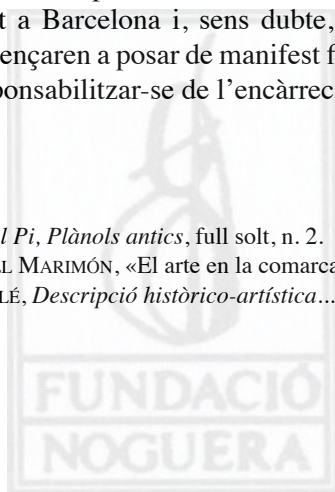 t a Barcelona i, sens dubte,
ençaren a posar de manifest f
ponsabilitzar-se de l’encàrrec
l Pi, Plànols antics, full solt, n. 2.
LL MARIMÓN, «El arte en la comarca
LÉ, Descripció històrico-artística...
FUNDACIÓ
NOGUERA